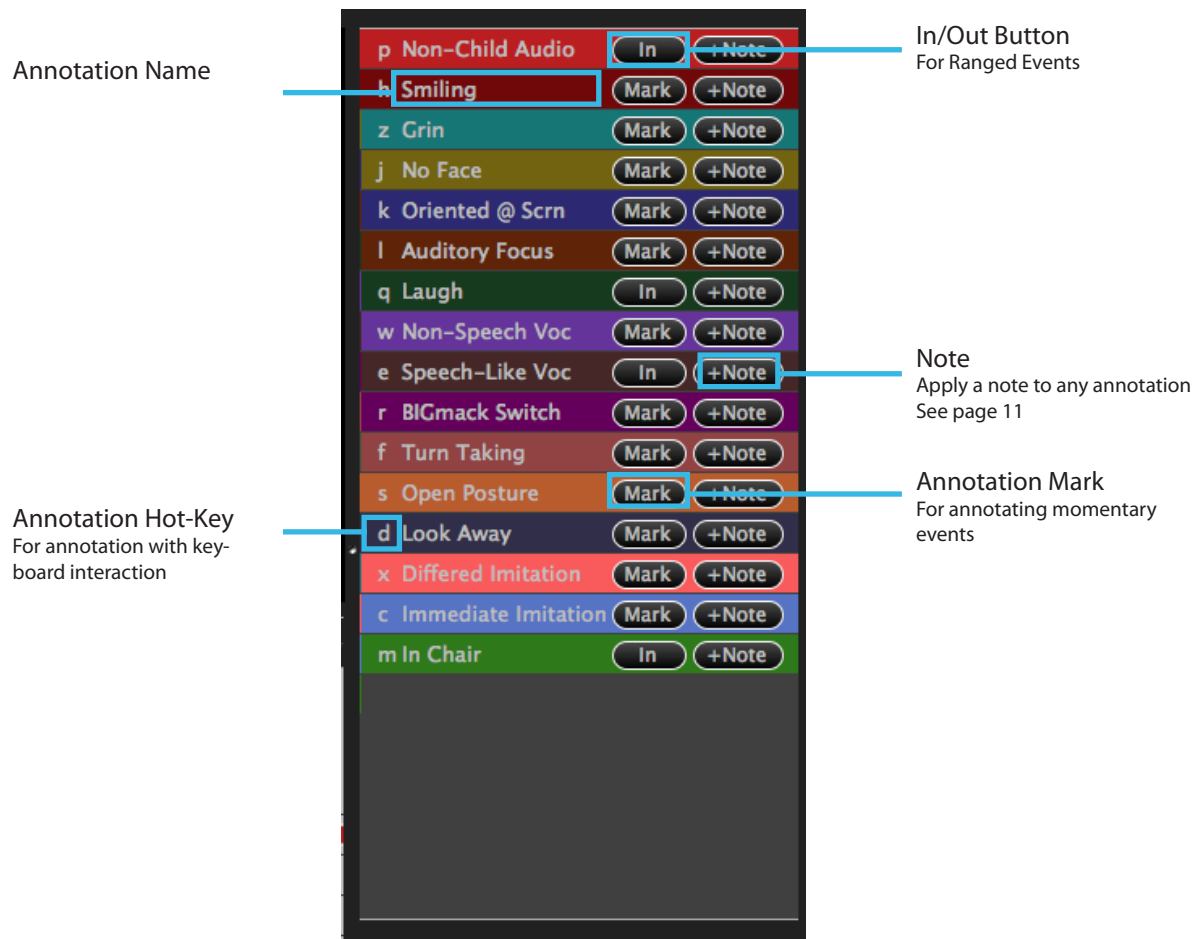 Annotation Name
Annotation Hot-Key
For annotation with key-
board interaction
p Non-Child Audio In +Note
h Smiling Mark +Note
z Grin Mark +Note
j No Face Mark +Note
k Oriented @ Scrn Mark +Note
l Auditory Focus Mark +Note
q Laugh In +Note
w Non-Speech Voc Mark +Note
e Speech-Like Voc In +Note
r BIGmack Switch Mark +Note
f Turn Taking Mark +Note
s Open Posture Mark +Note
d Look Away Mark +Note
x Differed Imitation Mark +Note
c Immediate Imitation Mark +Note
m In Chair In +Note
In/Out Button
For Ranged Events
Note
Apply a note to any annotation
See page 11
Annotation Mark
For annotating momentary
events